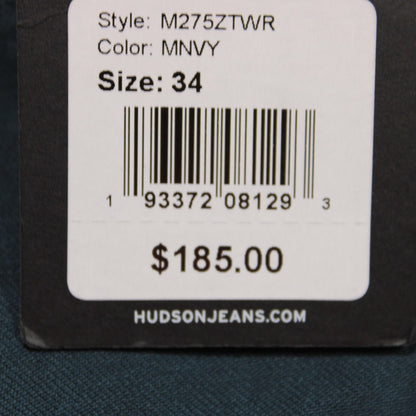 Style: M275ZTWR
Color: MNVY
Size: 34
1 93372 08129 3
$185.00
HUDSONJEANS.COM